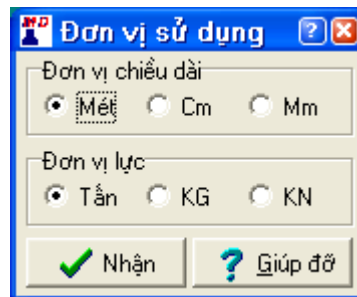 Đơn vị sử dụng
Đơn vị chiều dài
Mét Cm Mm
Đơn vị lực
Tấn KG KN
Nhận Giúp đỡ